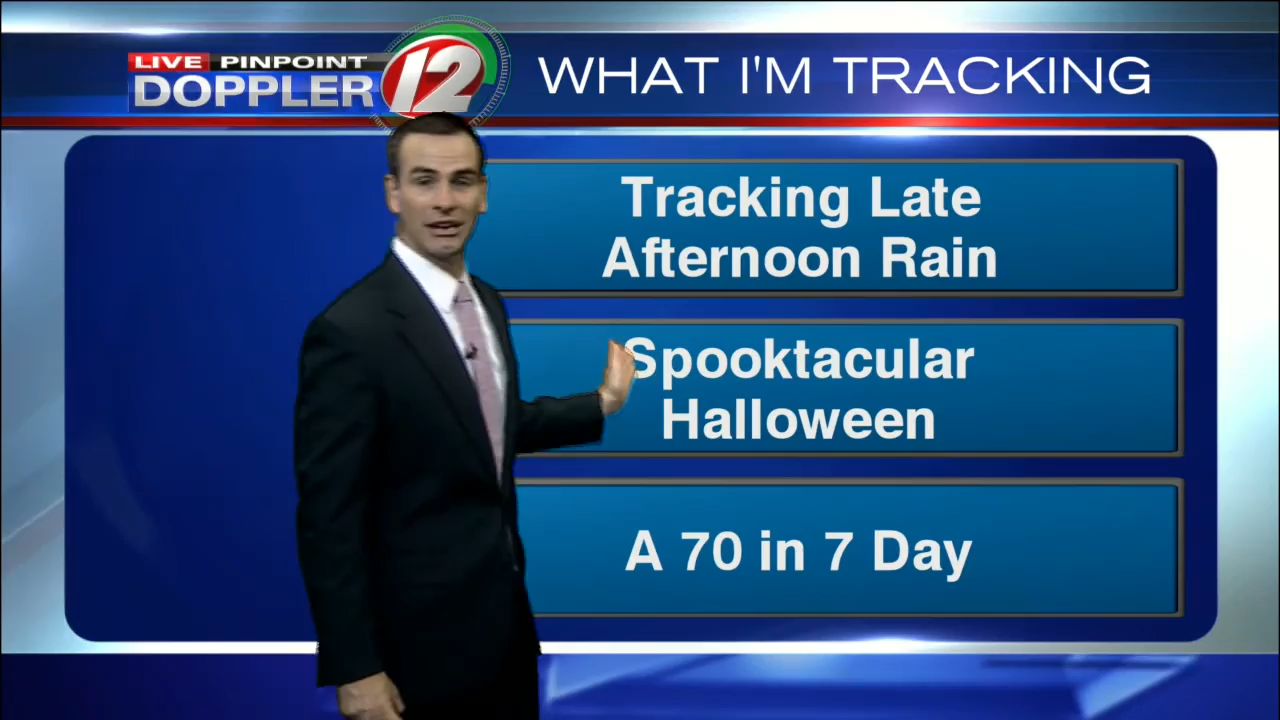 LIVE PINPOINT
DOPPLER 12
WHAT I'M TRACKING
Tracking Late
Afternoon Rain
Spooktacular
Halloween
A 70 in 7 Day